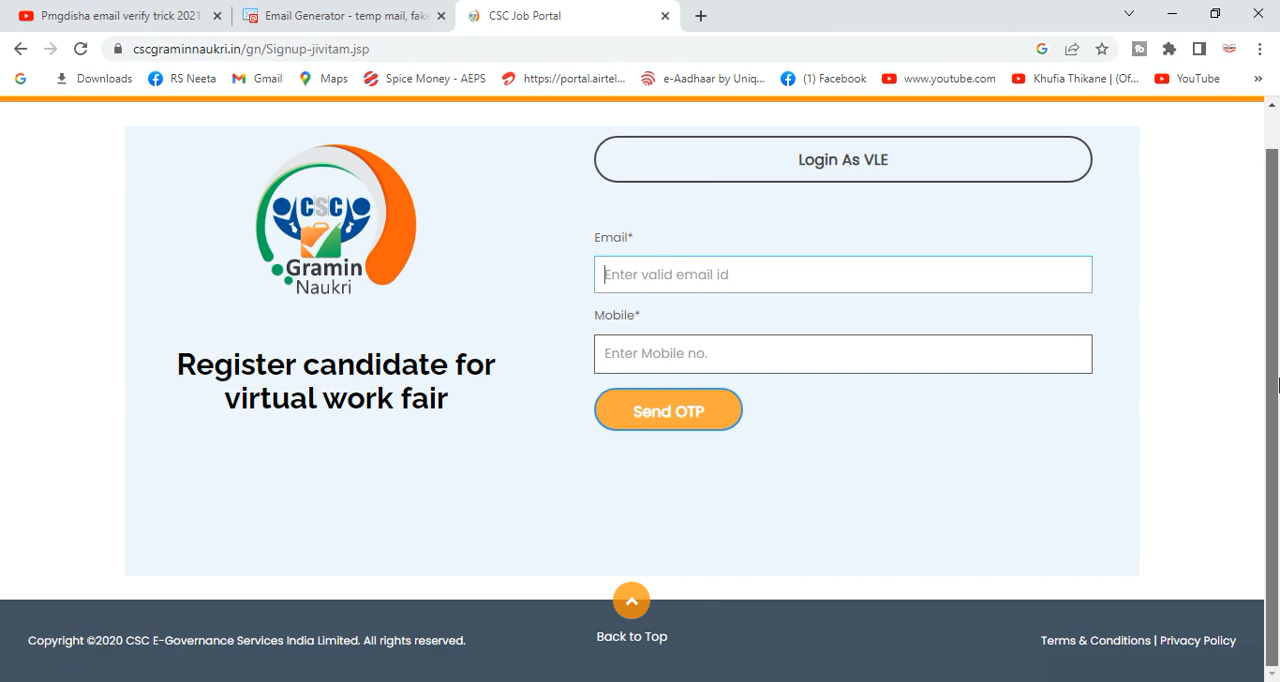 Pmgdisha email verify trick 2021
Email Generator - temp mail, fak
CSC Job Portal
cscgraminnaukri.in/gn/Signup-jivitam.jsp
Downloads
RS Neeta
Gmail
Maps
Spice Money - AEPS
https://portal.airtel...
e-Aadhaar by Uniq...
(1) Facebook
www.youtube.com
Khufia Thikane | (Of...
YouTube
»
CSC
Gramin
Naukri
Register candidate for
virtual work fair
Login As VLE
Email*
Enter valid email id
Mobile*
Enter Mobile no.
Send OTP
Copyright ©2020 CSC E-Governance Services India Limited. All rights reserved.
Back to Top
Terms & Conditions | Privacy Policy